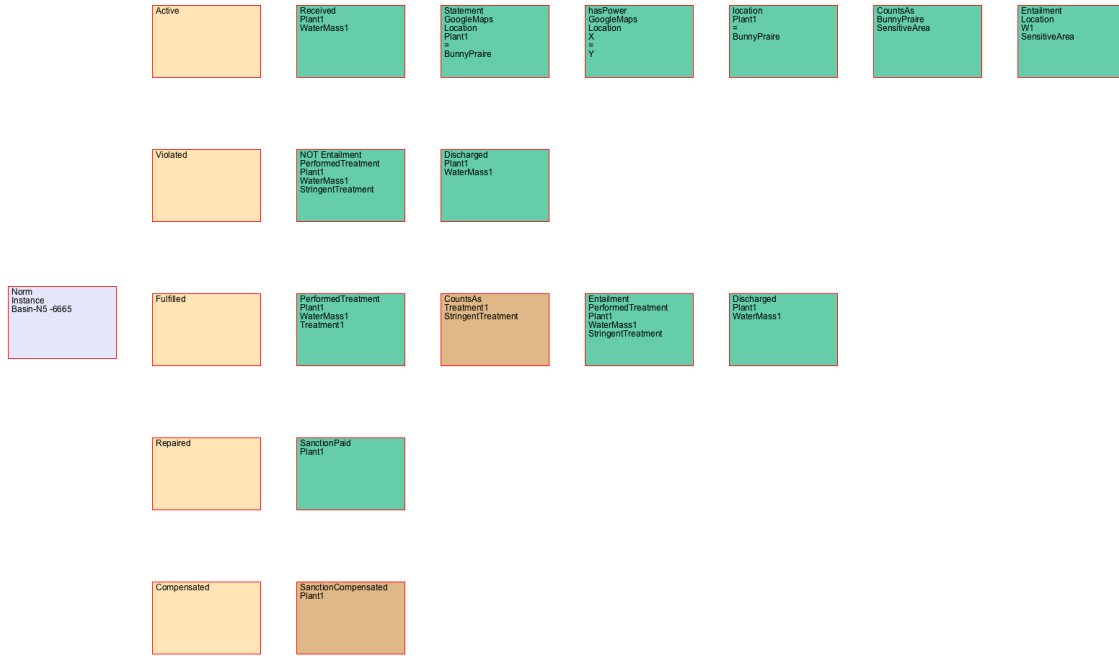 Active
Received
Plant1
WaterMass1
Statement
GoogleMaps
Location
Plant1
=
BunnyPraire
hasPower
GoogleMaps
Location
X
=
Y
location
Plant1
=
BunnyPraire
CountsAs
BunnyPraire
SensitiveArea
Entailment
Location
W1
SensitiveArea
Violated
NOT Entailment
PerformedTreatment
Plant1
WaterMass1
StringentTreatment
Discharged
Plant1
WaterMass1
Norm
Instance
Basin-N5 -6665
Fulfilled
PerformedTreatment
Plant1
WaterMass1
Treatment1
CountsAs
Treatment1
StringentTreatment
Entailment
PerformedTreatment
Plant1
WaterMass1
StringentTreatment
Discharged
Plant1
WaterMass1
Repaired
SanctionPaid
Plant1
Compensated
SanctionCompensated
Plant1